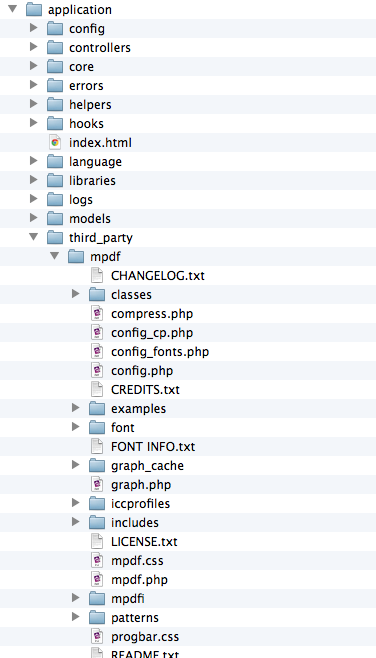 application
config
controllers
core
errors
helpers
hooks
index.html
language
libraries
logs
models
third_party
mpdf
CHANGELOG.txt
classes
compress.php
config_cp.php
config_fonts.php
config.php
CREDITS.txt
examples
font
FONT INFO.txt
graph_cache
graph.php
iccprofiles
includes
LICENSE.txt
mpdf.css
mpdf.php
mpdfi
patterns
progbar.css
README.txt